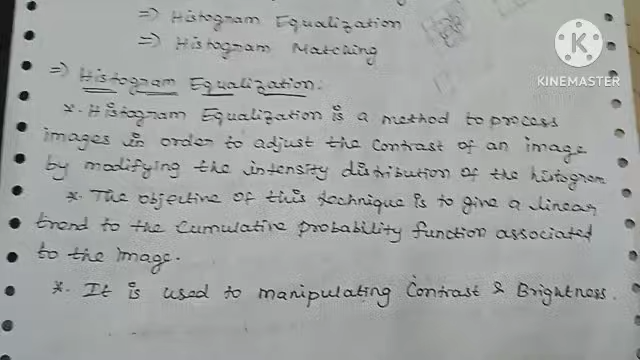 ⇒ Histogram Equalization
⇒ Histogram Matching
KINEMASTER
⇒ Histogram Equalization:
*. Histogram Equalization is a method to process
images in order to adjust the contrast of an image
by modifying the intensity distribution of the histogram
*. The objective of this technique is to give a linear
trend to the cumulative probability function associated
to the image.
*. It is used to manipulating Contrast & Brightness.